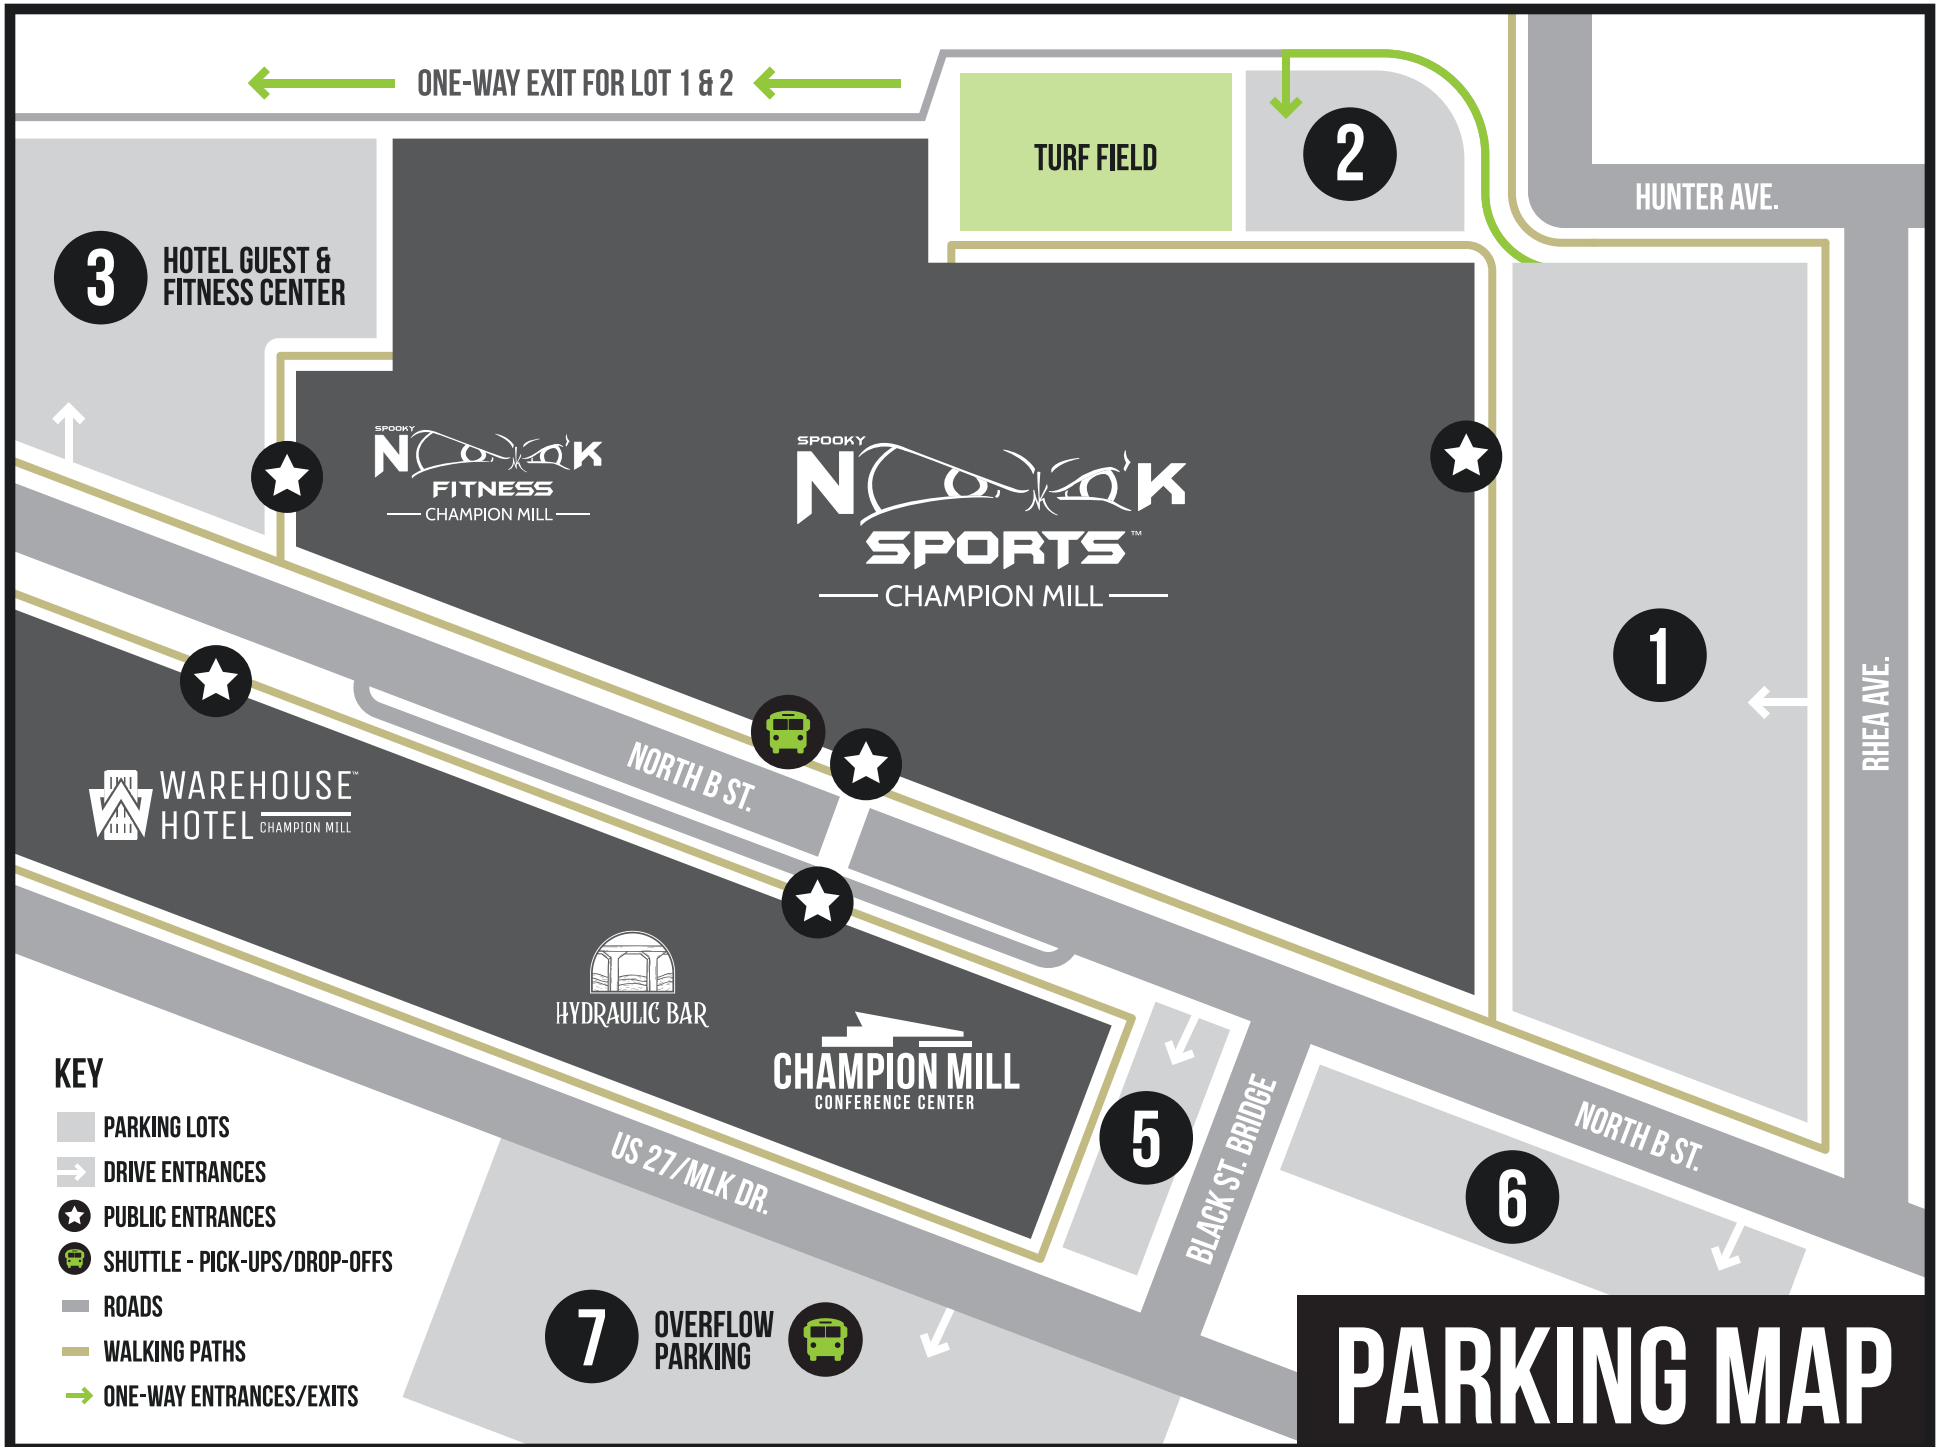 ONE-WAY EXIT FOR LOT 1 & 2
TURF FIELD
2
HUNTER AVE.
3
HOTEL GUEST &
FITNESS CENTER
SPOOKY
NOOK
FITNESS
CHAMPION MILL
SPOOKY
NOOK
SPORTS™
CHAMPION MILL
1
RHEA AVE.
NORTH B ST.
WAREHOUSE™
HOTEL CHAMPION MILL
HYDRAULIC BAR
CHAMPION MILL
CONFERENCE CENTER
5
BLACK ST. BRIDGE
NORTH B ST.
6
US 27/MLK DR.
7
OVERFLOW
PARKING
KEY
PARKING LOTS
DRIVE ENTRANCES
PUBLIC ENTRANCES
SHUTTLE - PICK-UPS/DROP-OFFS
ROADS
WALKING PATHS
ONE-WAY ENTRANCES/EXITS
PARKING MAP